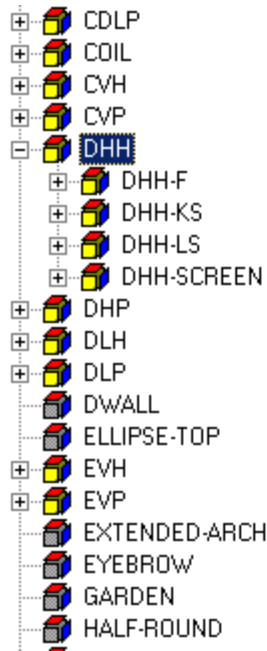 CDLP
COIL
CVH
CVP
DHH
DHH-F
DHH-KS
DHH-LS
DHH-SCREEN
DHP
DLH
DLP
DWALL
ELLIPSE-TOP
EVH
EVP
EXTENDED-ARCH
EYEBROW
GARDEN
HALF-ROUND